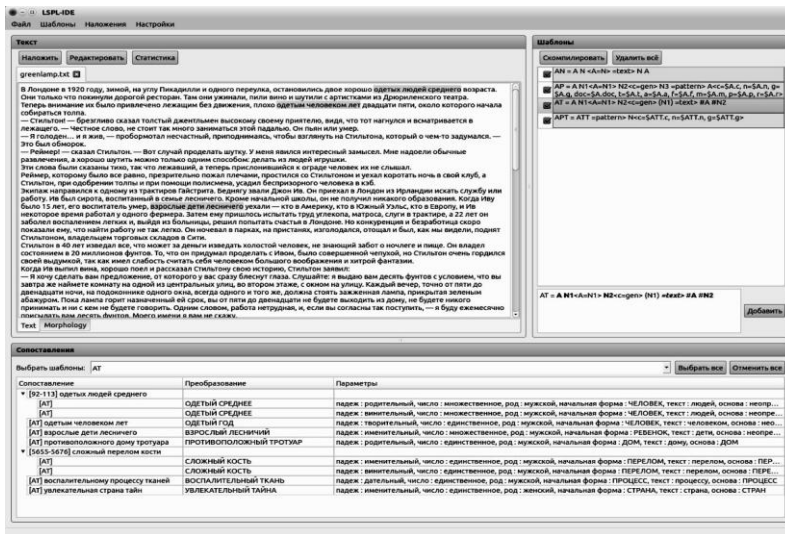 LSPL-IDE
Файл Шаблоны Наложения Настройки
Текст
Наложить Редактировать Статистика
greenlamp.txt
В Лондоне в 1920 году, зимой, на углу Пикадилли и одного переулка, остановились двое хорошо одетых людей среднего возраста.
Они только что покинули дорогой ресторан. Там они ужинали, пили вино и шутили с артистками из Дрюриленского театра.
Теперь внимание их было привлечено лежащим без движения, плохо одетым человеком лет двадцати пяти, около которого начала
собираться толпа.
— Стильтон! — брезгливо сказал толстый джентльмен высокому своему приятелю, видя, что тот нагнулся и всматривается в
лежащего. — Честное слово, не стоит так много заниматься этой падалью. Он пьян или умер.
— Я голоден... и я жив, — пробормотал несчастный, приподнимаясь, чтобы взглянуть на Стильтона, который о чем-то задумался. —
Это был обморок.
— Реймер! — сказал Стильтон. — Вот случай проделать шутку. У меня явился интересный замысел. Мне надоели обычные
развлечения, а хорошо шутить можно только одним способом: делать из людей игрушки.
Эти слова были сказаны тихо, так что лежавший, а теперь прислонившийся к ограде человек их не слышал.
Реймер, которому было все равно, презрительно пожал плечами, простился со Стильтоном и уехал коротать ночь в свой клуб, а
Стильтон, при одобрении толпы и при помощи полисмена, усадил беспризорного человека в кэб.
Экипаж направился к одному из трактиров Гайстрита. Беднягу звали Джон Ив. Он приехал в Лондон из Ирландии искать службу или
работу. Ив был сирота, воспитанный в семье лесничего. Кроме начальной школы, он не получил никакого образования. Когда Иву
было 15 лет, его воспитатель умер, взрослые дети лесничего уехали — кто в Америку, кто в Южный Уэльс, кто в Европу, и Ив
некоторое время работал у одного фермера. Затем ему пришлось испытать труд углекопа, матроса, слуги в трактире, а 22 лет он
заболел воспалением легких и, выйдя из больницы, решил попытать счастья в Лондоне. Но конкуренция и безработица скоро
показали ему, что найти работу не так легко. Он ночевал в парках, на пристанях, изголодался, отощал и был, как мы видели, поднят
Стильтоном, владельцем торговых складов в Сити.
Стильтон в 40 лет изведал все, что может за деньги изведать холостой человек, не знающий забот о ночлеге и пище. Он владел
состоянием в 20 миллионов фунтов. То, что он придумал проделать с Ивом, было совершенной чепухой, но Стильтон очень гордился
своей выдумкой, так как имел слабость считать себя человеком большого воображения и хитрой фантазии.
Когда Ив выпил вина, хорошо поел и рассказал Стильтону свою историю, Стильтон заявил:
— Я хочу сделать вам предложение, от которого у вас сразу блеснут глаза. Слушайте: я выдаю вам десять фунтов с условием, что вы
завтра же наймете комнату на одной из центральных улиц, во втором этаже, с окном на улицу. Каждый вечер, точно от пяти до
двенадцати ночи, на подоконнике одного окна, всегда одного и того же, должна стоять зажженная лампа, прикрытая зеленым
абажуром. Пока лампа горит назначенный ей срок, вы от пяти до двенадцати не будете выходить из дому, не будете никого
принимать и ни с кем не будете говорить. Одним словом, работа нетрудная, и, если вы согласны так поступить, — я буду ежемесячно
присылать вам десять фунтов. Моего имени я вам не скажу.
Text Morphology
Шаблоны
Скомпилировать Удалить всё
AN = A N <A=N> =text> N A
AP = A N1<A=N1> N2<c=gen> N3 =pattern> A<c=$A.c, n=$A.n, g=
$A.g, doc=$A.doc, t=$A.t, a=$A.a, f=$A.f, m=$A.m, p=$A.p, r=$A.r>
AT = A N1<A=N1> N2<c=gen> (N1) =text> #A #N2
APT = ATT =pattern> N<c=$ATT.c, n=$ATT.n, g=$ATT.g>
AT = A N1<A=N1> N2<c=gen> (N1) =text> #A #N2
Добавить
Сопоставления
Выбрать шаблоны: AT Выбрать все Отменить все
Сопоставление Преобразование Параметры
[92-113] одетых людей среднего
[AT] ОДЕТЫЙ СРЕДНЕЕ падеж : родительный, число : множественное, род : мужской, начальная форма : ЧЕЛОВЕК, текст : людей, основа : неопр...
[AT] ОДЕТЫЙ СРЕДНЕЕ падеж : винительный, число : множественное, род : мужской, начальная форма : ЧЕЛОВЕК, текст : людей, основа : неопре...
[AT] одетым человеком лет ОДЕТЫЙ ГОД падеж : творительный, число : единственное, род : мужской, начальная форма : ЧЕЛОВЕК, текст : человеком, основа : нео...
[AT] взрослые дети лесничего ВЗРОСЛЫЙ ЛЕСНИЧИЙ падеж : именительный, число : множественное, род : мужской, начальная форма : РЕБЕНОК, текст : дети, основа : неопре...
[AT] противоположного дому тротуара ПРОТИВОПОЛОЖНЫЙ ТРОТУАР падеж : родительный, число : единственное, род : мужской, начальная форма : ДОМ, текст : дому, основа : ДОМ
[5655-5676] сложный перелом кости
[AT] СЛОЖНЫЙ КОСТЬ падеж : именительный, число : единственное, род : мужской, начальная форма : ПЕРЕЛОМ, текст : перелом, основа : ПЕР...
[AT] СЛОЖНЫЙ КОСТЬ падеж : винительный, число : единственное, род : мужской, начальная форма : ПЕРЕЛОМ, текст : перелом, основа : ПЕРЕ...
[AT] воспалительному процессу тканей ВОСПАЛИТЕЛЬНЫЙ ТКАНЬ падеж : дательный, число : единственное, род : мужской, начальная форма : ПРОЦЕСС, текст : процессу, основа : ПРОЦЕСС
[AT] увлекательная страна тайн УВЛЕКАТЕЛЬНЫЙ ТАЙНА падеж : именительный, число : единственное, род : женский, начальная форма : СТРАНА, текст : страна, основа : СТРАН